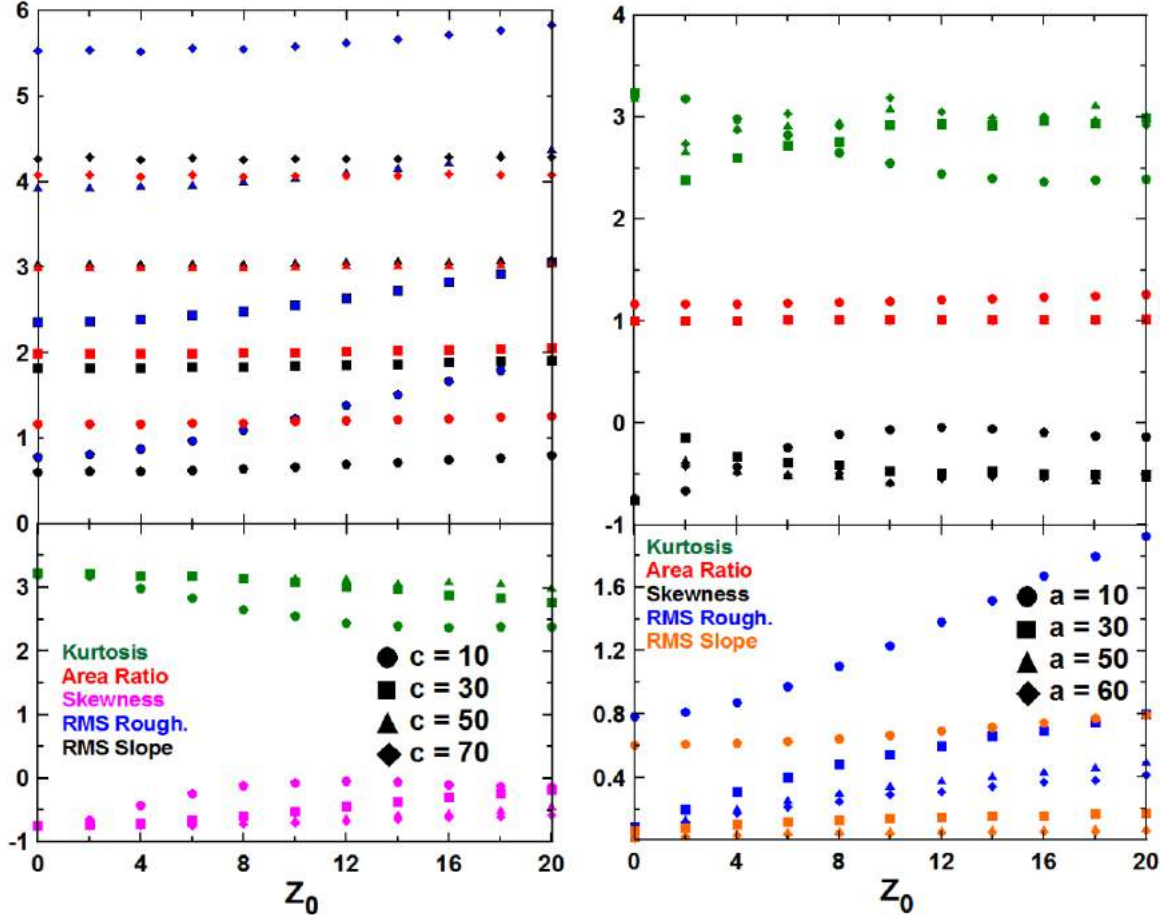 6
5
4
3
2
1
0
3
2
1
0
-1
Kurtosis
Area Ratio
Skewness
RMS Rough.
RMS Slope
c = 10
c = 30
c = 50
c = 70
0 4 8 12 16 20
Z0
4
3
2
1
0
-1
1.6
1.2
0.8
0.4
Kurtosis
Area Ratio
Skewness
RMS Rough.
RMS Slope
a = 10
a = 30
a = 50
a = 60
0 4 8 12 16 20
Z0